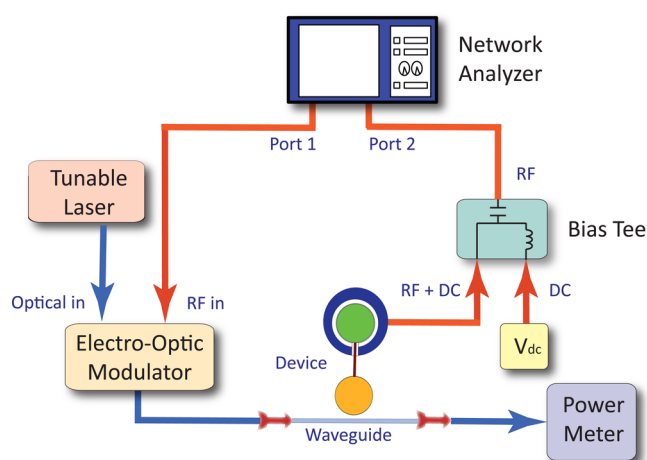 Network
Analyzer
Port 1
Port 2
RF
Tunable
Laser
Bias Tee
Optical in
RF in
RF + DC
DC
Electro-Optic
Modulator
Device
Vdc
Waveguide
Power
Meter